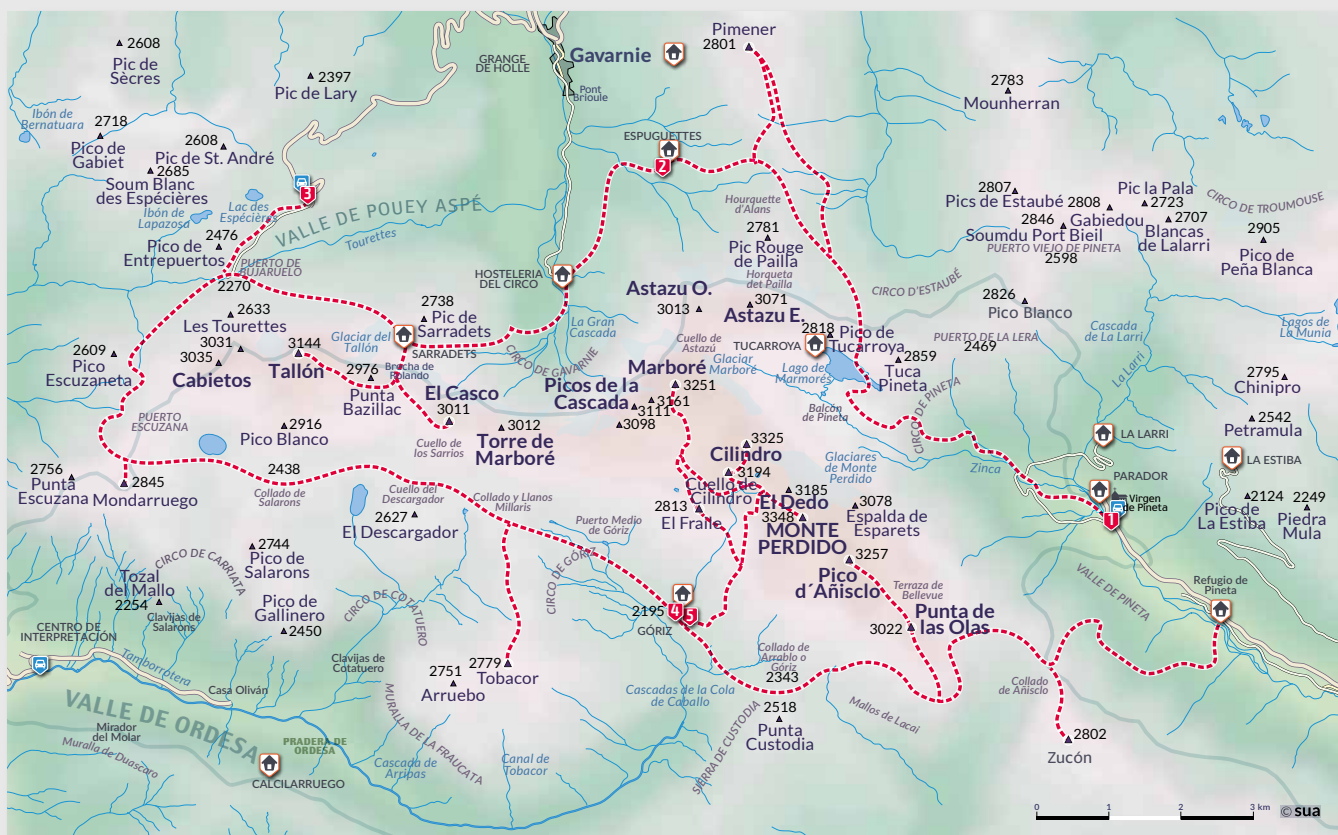 2608
Pic de
Sècres
2397
Pic de Lary
GRANGE
DE HOLLE
Gavarnie
Pont
Brioule
Pimener
2801
2783
Mounherran
Ibón de
Bernatuara
2718
Pico de
Gabiet
2608
Pic de St. André
2685
Soum Blanc
des Espécières
Ibón de
Lapazosa
Lac des
Espécières
3
VALLE DE POUEY ASPÉ
Tourettes
2476
Pico de
Entrepuertos
PUERTO DE
BUJARUELO
2270
ESPUGUETTES
2
Hourquette
d'Alans
2781
Pic Rouge
de Pailla
Horqueta
det Pailla
HOSTELERIA
DEL CIRCO
La Gran
Cascada
CIRCO DE GAVARNIE
2807
Pics de Estaubé
2808
Gabiedou
2846
Soumdu Port Bieil
PUERTO VIEJO DE PINETA
2598
Pic la Pala
2723
2707
Blancas
de Lalarri
CIRCO DE TROUMOUSE
2905
Pico de
Peña Blanca
CIRCO D'ESTAUBÉ
2826
Pico Blanco
PUERTO DE LA LERA
2469
Cascada
de La Larri
La Larri
Lagos de
La Munia
2633
Les Tourettes
3031
3035
Cabietos
Glaciar del
Tallón
3144
Tallón
2738
Pic de
Sarradets
SARRADETS
Brecha de
Rolando
2976
Punta
Bazillac
El Casco
3011
Cuello de
los Sarrios
3012
Torre de
Marboré
Astazu O.
3013
3071
Astazu E.
Cuello de
Astazú
Glaciar
Marboré
TUCARROYA
2818
Pico de
Tucarroya
Lago de
Marmorés
2859
Tuca
Pineta
Balcón
de Pineta
CIRCO DE PINETA
2609
Pico
Escuzaneta
PUERTO
ESCUZANA
2916
Pico Blanco
Marboré
3251
Picos de la
Cascada
3161
3111
3098
3325
Cilindro
3194
Cuello de
Cilindro
Glaciares
de Monte
Perdido
3185
El Dedo
3348
MONTE
PERDIDO
3078
Espalda de
Esparets
2813
El Fraile
3257
Pico
d´Añisclo
Zinca
2795
Chinipro
2542
Petramula
LA LARRI
LA ESTIBA
PARADOR
Virgen
de Pineta
1
2124
Pico de
La Estiba
2249
Piedra
Mula
VALLE DE PINETA
Refugio de
Pineta
2756
Punta
Escuzana
2845
Mondarruego
2438
Collado de
Salarons
Cuello del
Descargador
2627
El Descargador
Collado y Llanos
Millaris
Puerto Medio
de Góriz
CIRCO DE GÓRIZ
2744
Pico de
Salarons
CIRCO DE CARRIATA
Tozal
del Mallo
2254
Clavijas de
Salarons
Pico de
Gallinero
2450
CIRCO DE COTATUERO
Clavijas de
Cotatuero
2195
4
5
GÓRIZ
Terraza de
Bellevue
Punta de
las Olas
3022
Collado de
Arrablo o
Góriz
2343
Collado
de Añisclo
CENTRO DE
INTERPRETACIÓN
Tamborrotera
Casa Oliván
VALLE DE ORDESA
Mirador
del Molar
Muralla de Duascaro
PRADERA DE
ORDESA
CALCILARRUEGO
2751
Arruebo
2779
Tobacor
MURALLA DE LA FRAUCATA
Cascada de
Arripas
Canal de
Tobacor
Cascadas de la Cola
de Caballo
SIERRA DE CUSTODIA
2518
Punta
Custodia
Mallos de Lacai
2802
Zucón
0
1
2
3 km
© sua